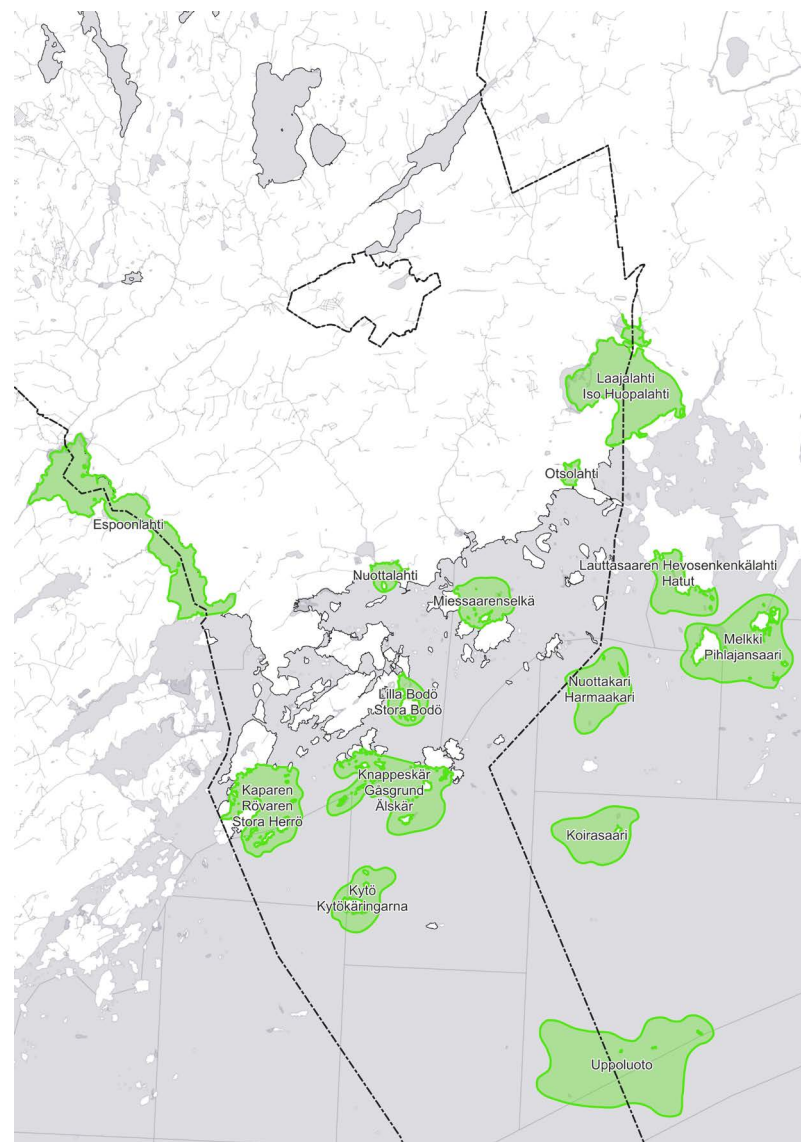 Laajalahti
Iso Huopalahti
Otsolahti
Espoonlahti
Nuottalahti
Miessaarenselkä
Lauttasaaren Hevosenkenkälahti
Hatut
Melkki
Pihlajansaari
Nuottakari
Harmaakari
Lilla Bodö
Stora Bodö
Knappeskär
Gåsgrund
Älskär
Kaparen
Rövaren
Stora Herrö
Koirasaari
Kytö
Kytökäringarna
Uppoluoto